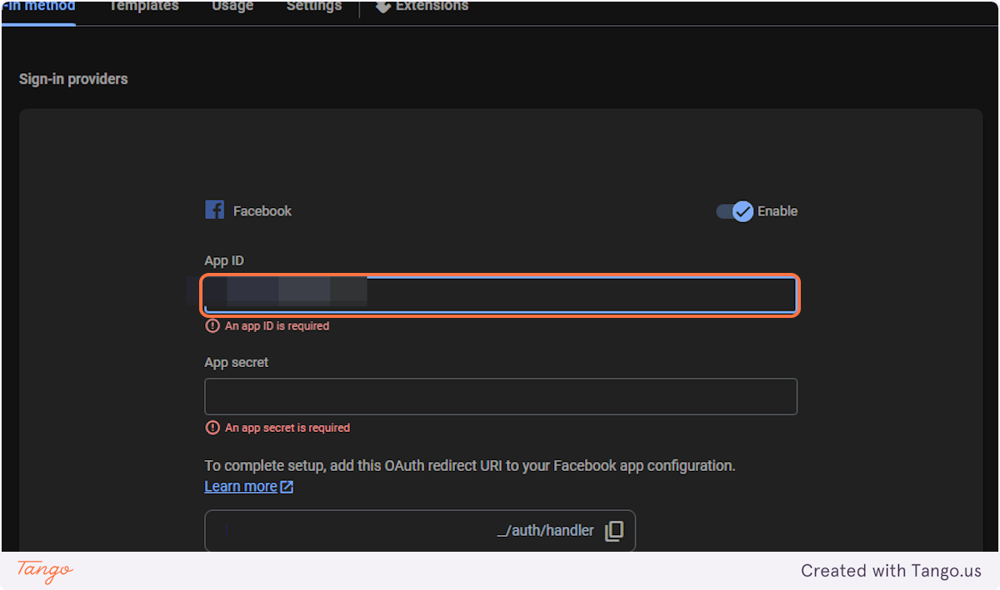 -in method Templates Usage Settings Extensions
Sign-in providers
Facebook Enable
App ID
An app ID is required
App secret
An app secret is required
To complete setup, add this OAuth redirect URI to your Facebook app configuration.
Learn more
_/auth/handler
Tango Created with Tango.us